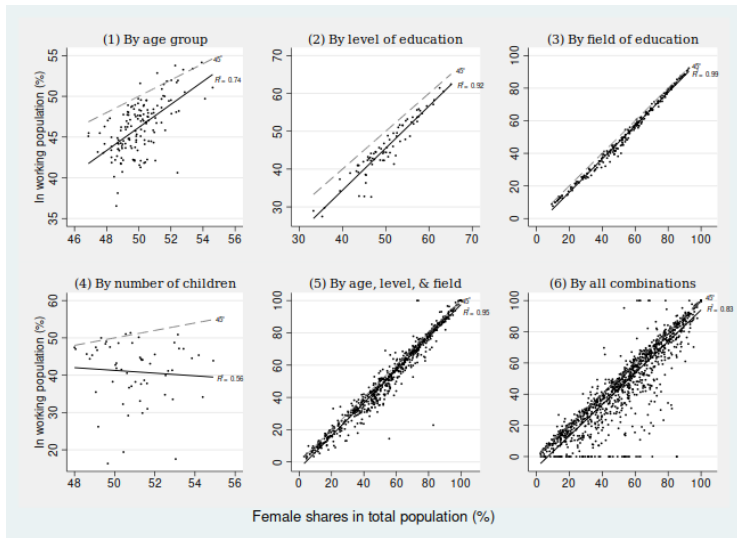 (1) By age group
(2) By level of education
(3) By field of education
In working population (%)
55
50
45
40
35
46 48 50 52 54 56
45°
R²= 0.74
70
60
50
40
30
30 40 50 60 70
45°
R²= 0.92
100
80
60
40
20
0
0 20 40 60 80 100
45°
R²= 0.99
(4) By number of children
(5) By age, level, & field
(6) By all combinations
In working population (%)
60
50
40
30
20
48 50 52 54 56
45°
R²= 0.56
100
80
60
40
20
0
0 20 40 60 80 100
45°
R²= 0.95
100
80
60
40
20
0
0 20 40 60 80 100
45°
R²= 0.83
Female shares in total population (%)